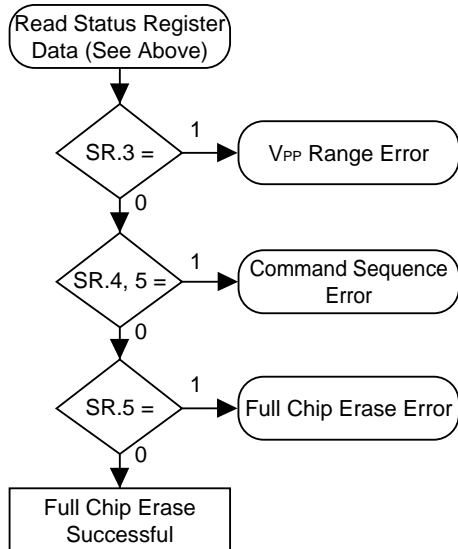 Read Status Register
Data (See Above)
1
SR.3 =
VPP Range Error
0
1
SR.4, 5 =
Command Sequence
Error
0
1
SR.5 =
Full Chip Erase Error
0
Full Chip Erase
Successful